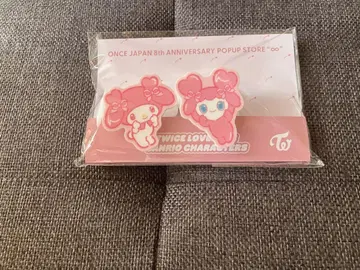 ONCE JAPAN 8th ANNIVERSARY POPUP STORE "∞"
TWICE LOVE
SANRIO CHARACTERS